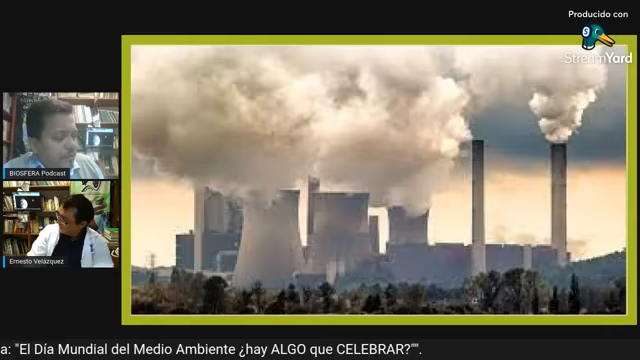 Producido con
StreamYard
BIOSFERA Podcast
Ernesto Velázquez
a: "El Día Mundial del Medio Ambiente ¿hay ALGO que CELEBRAR?"".